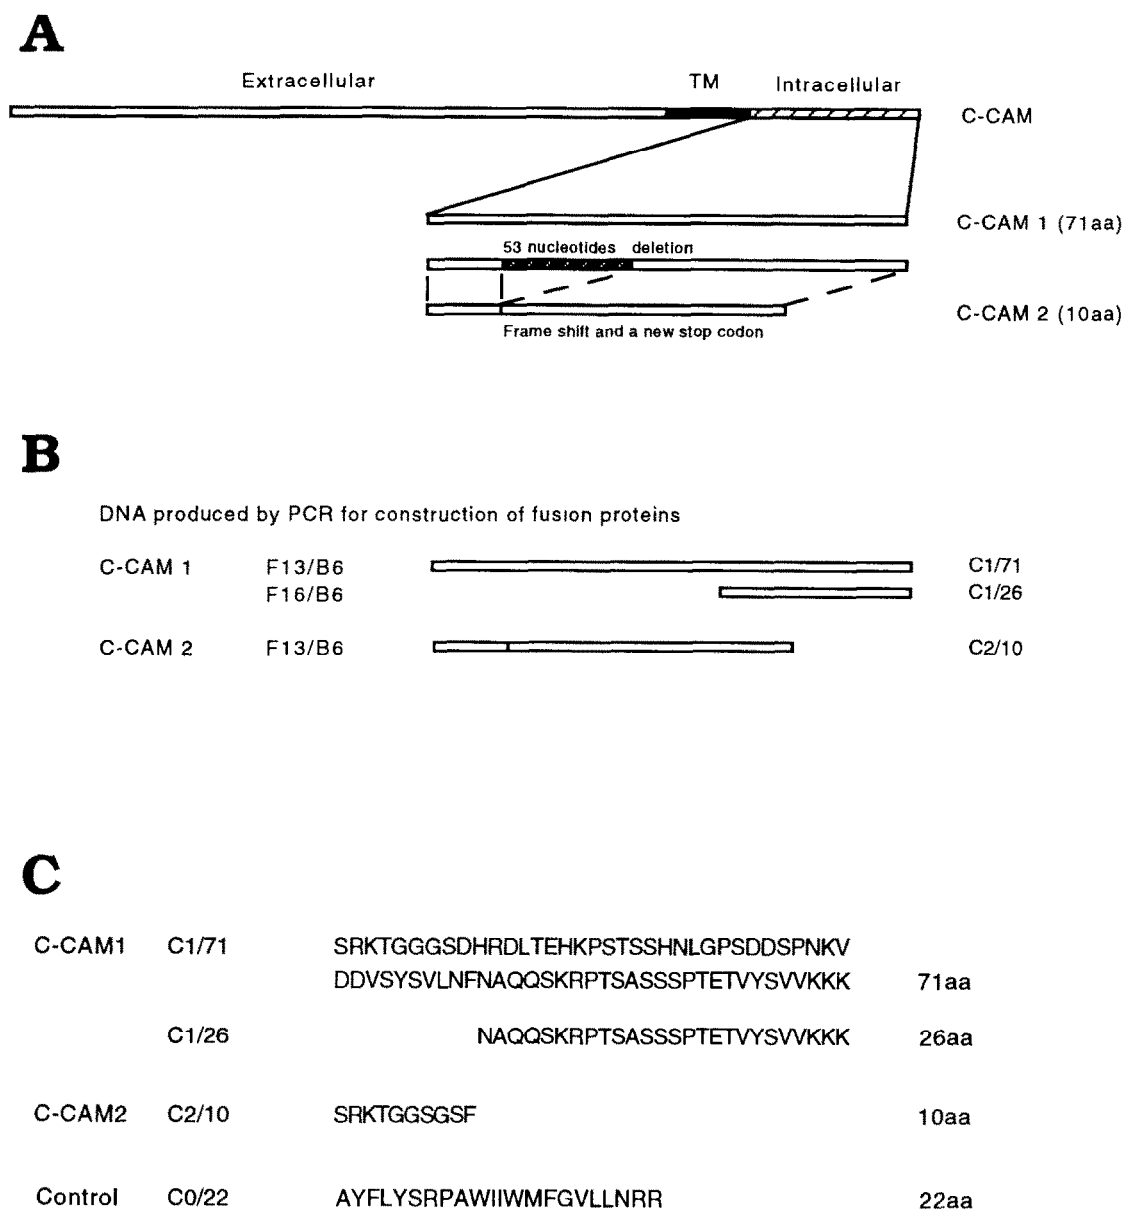 A
Extracellular TM Intracellular
C-CAM
C-CAM 1 (71aa)
53 nucleotides deletion
C-CAM 2 (10aa)
Frame shift and a new stop codon
B
DNA produced by PCR for construction of fusion proteins
C-CAM 1 F13/B6 C1/71
F16/B6 C1/26
C-CAM 2 F13/B6 C2/10
C
C-CAM1 C1/71 SRKTGGGSDHRDLTEHKPSTSSHNLGPSDDSPNKV
DDVSYSVLNFNAQQSKRPTSASSSPTETVYSVVKKK 71aa
C1/26 NAQQSKRPTSASSSPTETVYSVVKKK 26aa
C-CAM2 C2/10 SRKTGGSGSF 10aa
Control C0/22 AYFLYSRPAWIIWMFGVLLNRR 22aa